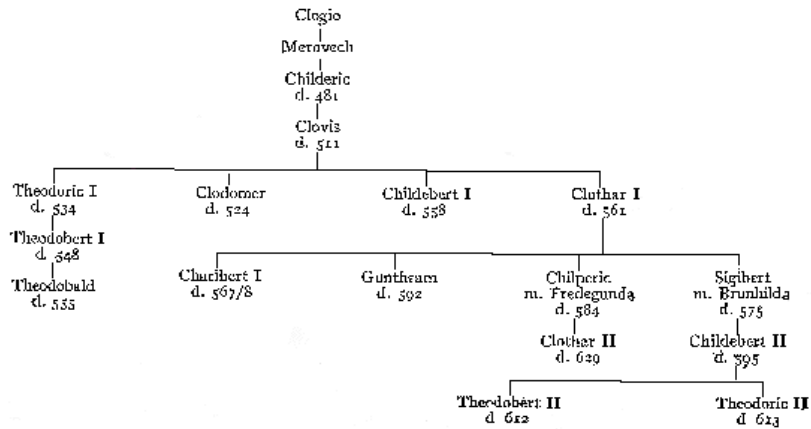 Clogio
Merovech
Childeric
d. 481
Clovis
d. 511
Theodoric I
d. 534
Clodomer
d. 524
Childebert I
d. 558
Clothar I
d. 561
Theodobert I
d. 548
Theodobald
d. 555
Charibert I
d. 567/8
Guntheam
d. 592
Chilperic
m. Fredegunda
d. 584
Sigibert
m. Brunhilda
d. 575
Clothar II
d. 629
Childebert II
d. 595
Theodobert II
d 612
Theodoric II
d 613